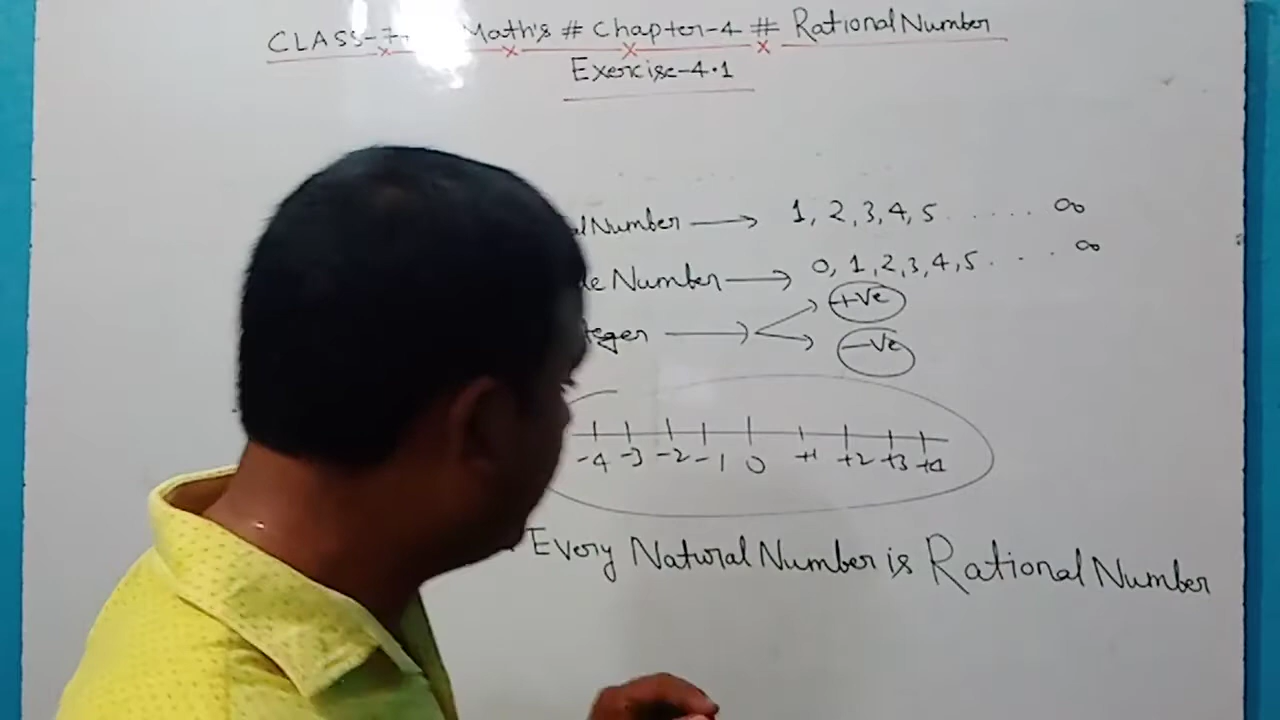 CLASS-7 Math's # Chapter-4 # Rational Number
Exercise-4.1
Number → 1, 2, 3, 4, 5 ...... ∞
Number → 0, 1, 2, 3, 4, 5 .... ∞
→ +ve
-ve
-4 -3 -2 -1 0 +1 +2 +3 +4
Every Natural Number is Rational Number